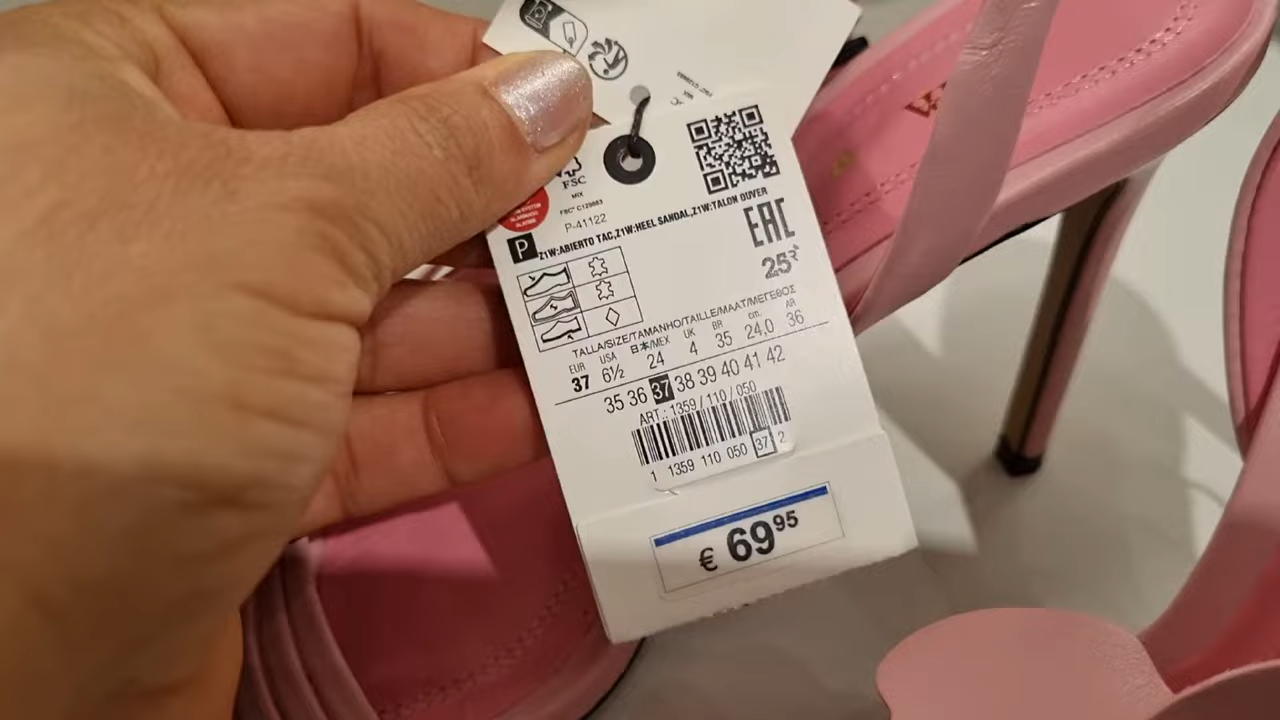 FSC
MIX
FSC® C129883
P-41122
P Z1W:ABIERTO TAC,Z1W:HEEL SANDAL,Z1W:TALON OUVER
EAC
TALLA/SIZE/TAMANHO/TAILLE/MAAT/ΜΕΓΕΘΟΣ
EUR USA 日本/MEX UK BR cm. AR
37 6½ 24 4 35 24,0 36
35 36 37 38 39 40 41 42
ART.: 1359 / 110 / 050
1 1359 110 050 37 2
€ 69 95